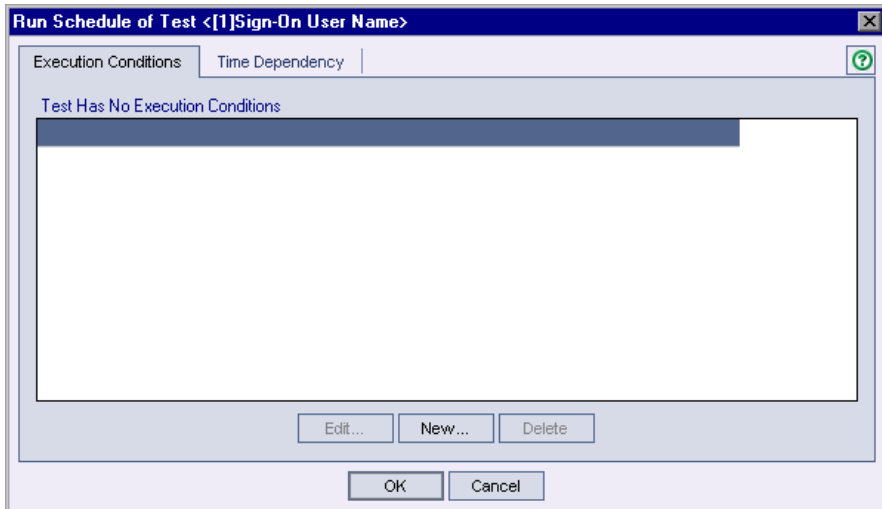 Run Schedule of Test <[1]Sign-On User Name>
Execution Conditions
Time Dependency
Test Has No Execution Conditions
Edit...
New...
Delete
OK
Cancel